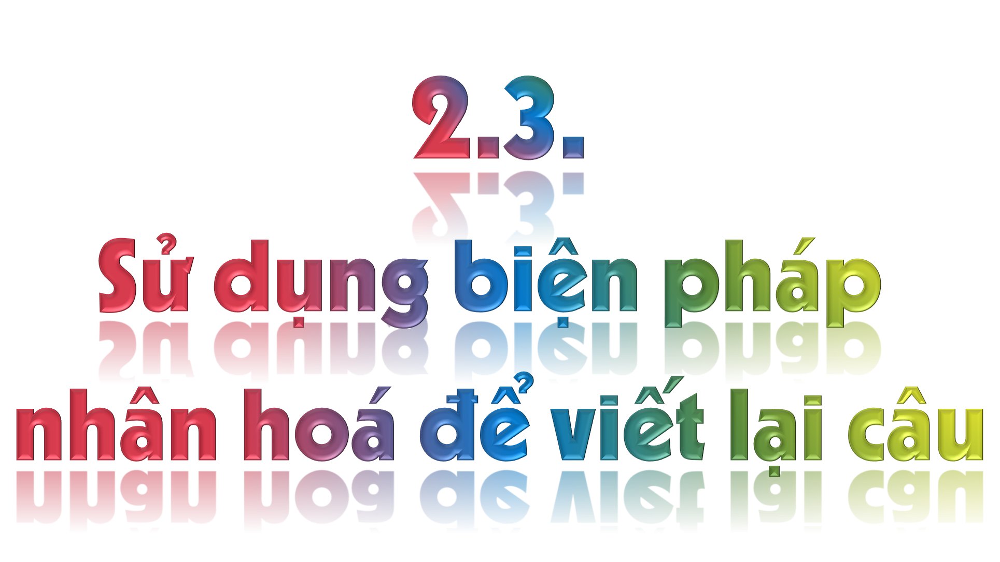 2.3.
Sử dụng biện pháp
nhân hoá để viết lại câu